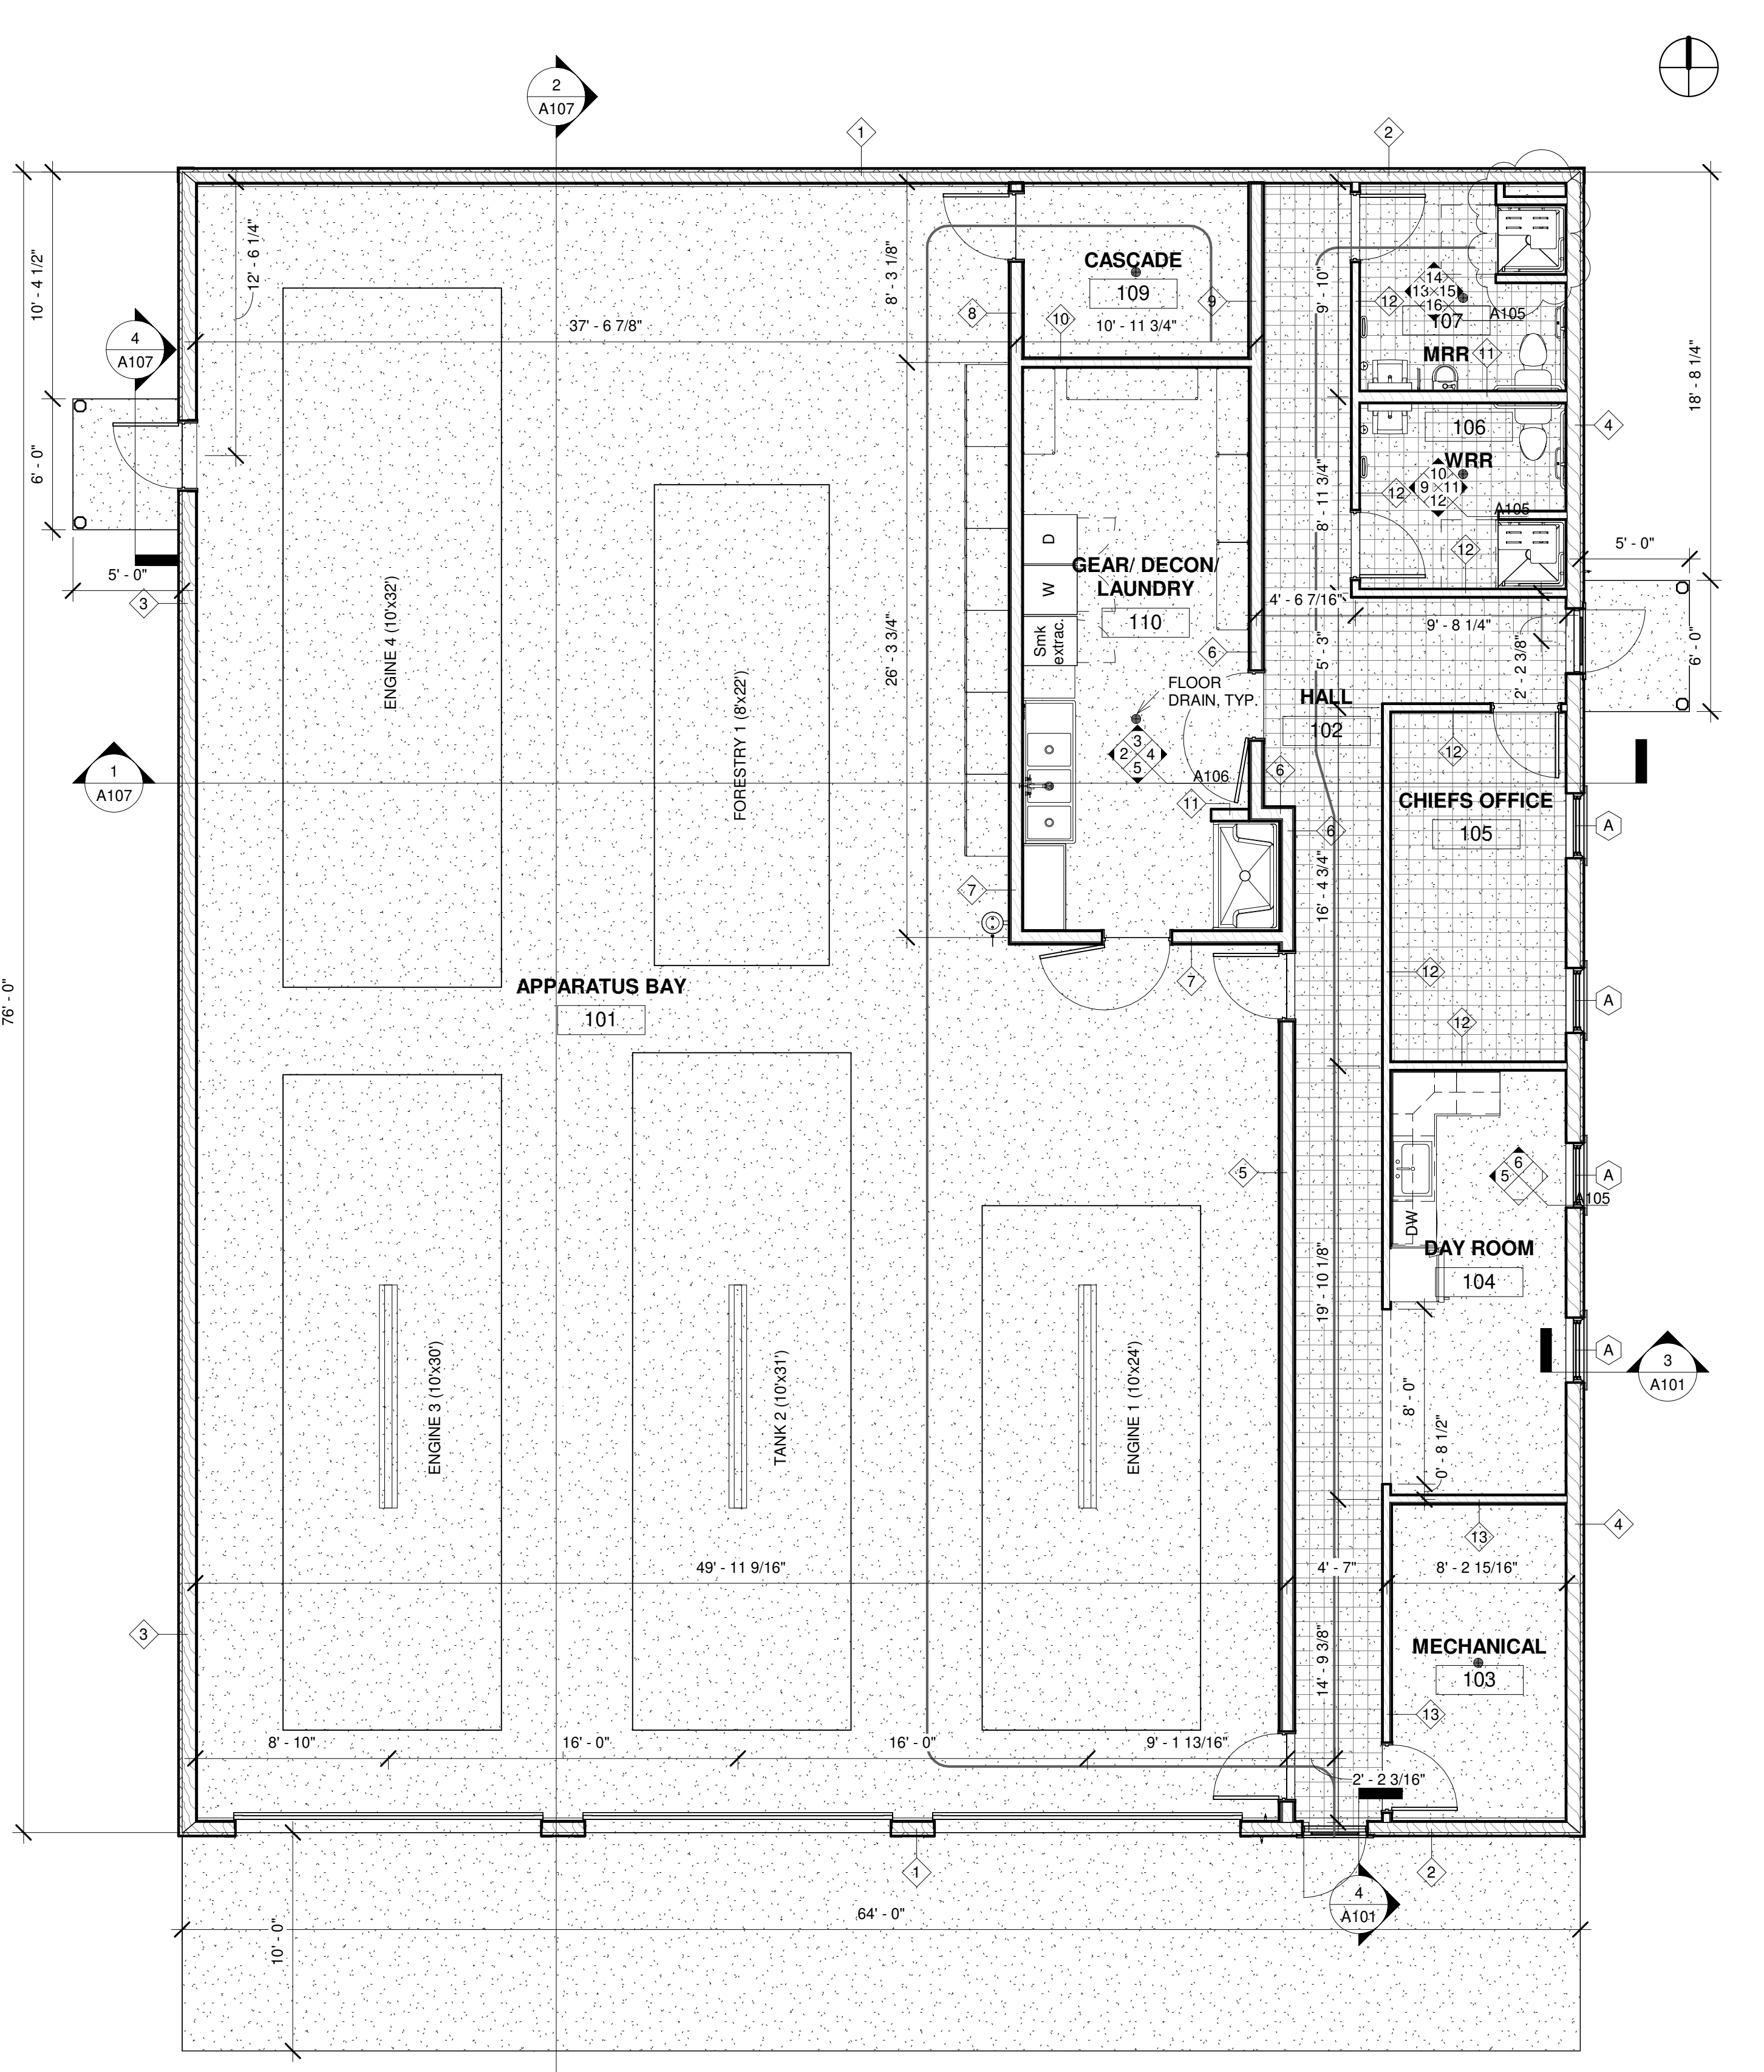 2
A107
1
2
10' - 4 1/2"
12' - 6 1/4"
8' - 3 1/8"
CASCADE
109
9
8
10
10' - 11 3/4"
37' - 6 7/8"
9' - 10"
12
14
13
15
16
A105
107
MRR
11
18' - 8 1/4"
4
A107
6' - 0"
106
WRR
10
9
11
12
A105
12
12
4
8' - 11 3/4"
5' - 0"
3
5' - 0"
D
W
Smk
extrac.
GEAR/ DECON/
LAUNDRY
110
4' - 6 7/16"
9' - 8 1/4"
6
5' - 3"
2' - 2 3/8"
6' - 0"
ENGINE 4 (10'x32')
FORESTRY 1 (8'x22')
26' - 3 3/4"
FLOOR
DRAIN, TYP.
HALL
102
3
2
4
5
A106
6
11
6
12
1
A107
CHIEFS OFFICE
105
A
16' - 4 3/4"
7
7
12
12
A
APPARATUS BAY
101
76' - 0"
5
6
5
A
A105
DW
DAY ROOM
104
19' - 10 1/8"
A
3
A101
8' - 0"
0' - 8 1/2"
ENGINE 3 (10'x30')
TANK 2 (10'x31')
ENGINE 1 (10'x24')
13
4
49' - 11 9/16"
4' - 7"
8' - 2 15/16"
3
14' - 9 3/8"
MECHANICAL
103
13
8' - 10"
16' - 0"
16' - 0"
9' - 1 13/16"
2' - 2 3/16"
1
2
4
A101
64' - 0"
10' - 0"